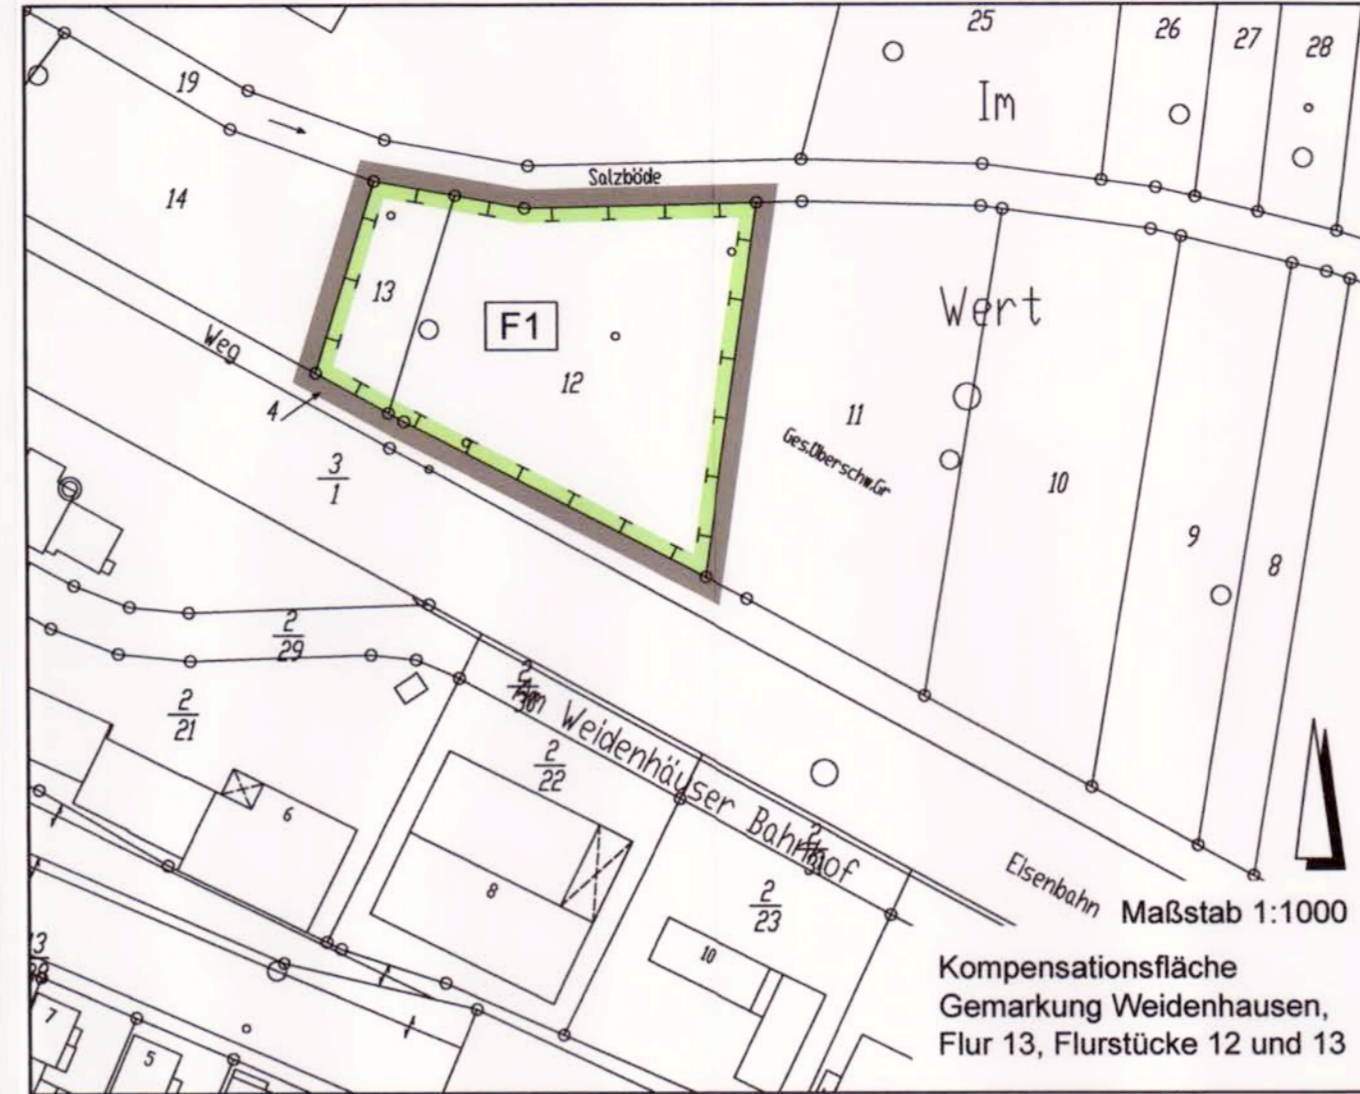 25
26
27
28
19
Im
Salzböde
14
13
F1
Wert
Weg
12
4
11
Ges.Überschw.Gr
3
1
10
9
8
2
29
2
21
2
22
Am Weidenhäuser Bahnhof
6
8
2
23
10
Eisenbahn
Maßstab 1:1000
Kompensationsfläche
Gemarkung Weidenhausen,
Flur 13, Flurstücke 12 und 13
7
5